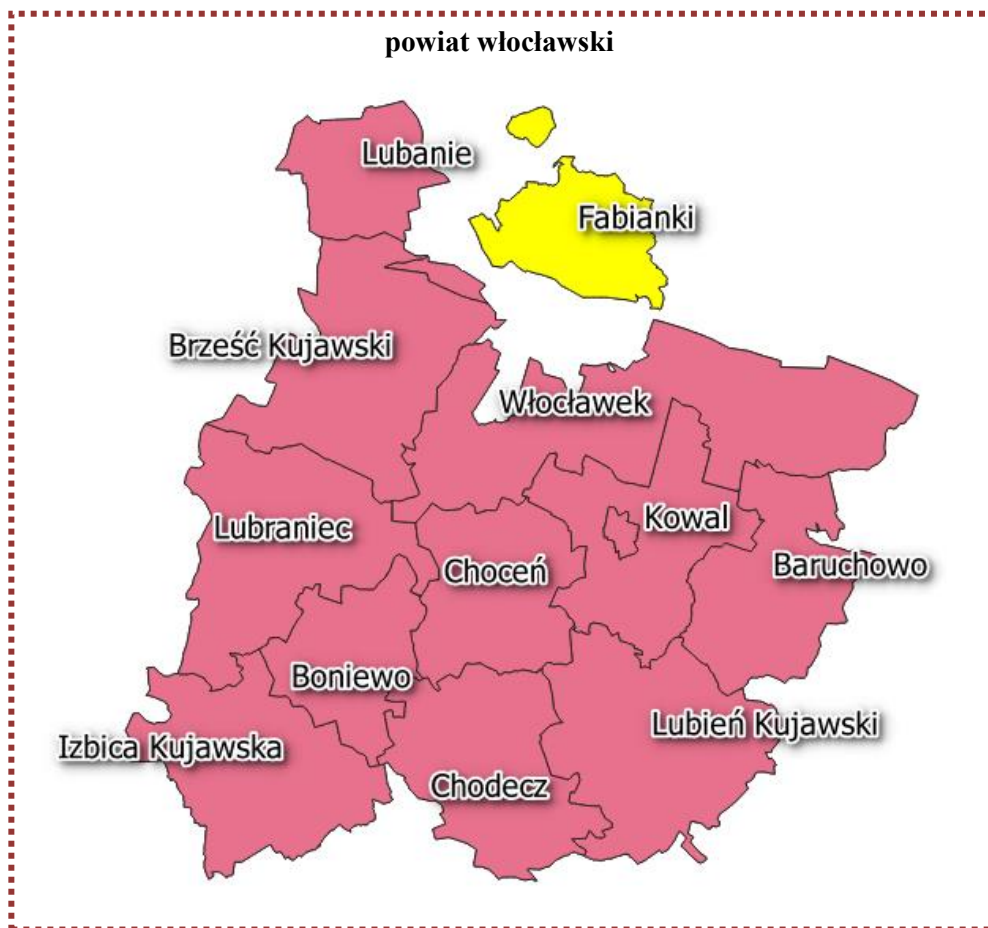 powiat włocławski
Lubanie
Fabianki
Brześć Kujawski
Włocławek
Kowal
Lubraniec
Choceń
Baruchowo
Boniewo
Lubień Kujawski
Izbica Kujawska
Chodecz